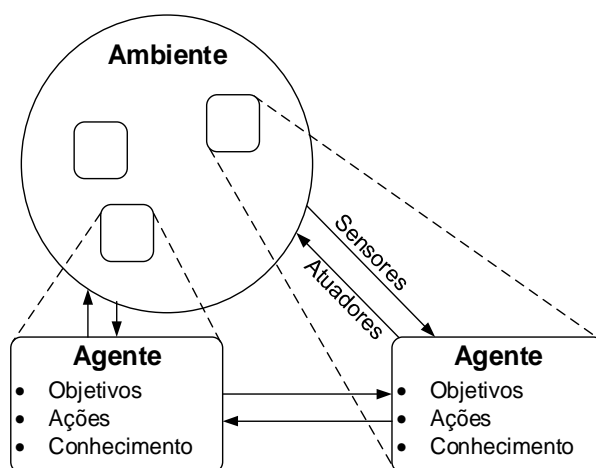 Ambiente
Sensores
Atuadores
Agente
• Objetivos
• Ações
• Conhecimento
Agente
• Objetivos
• Ações
• Conhecimento